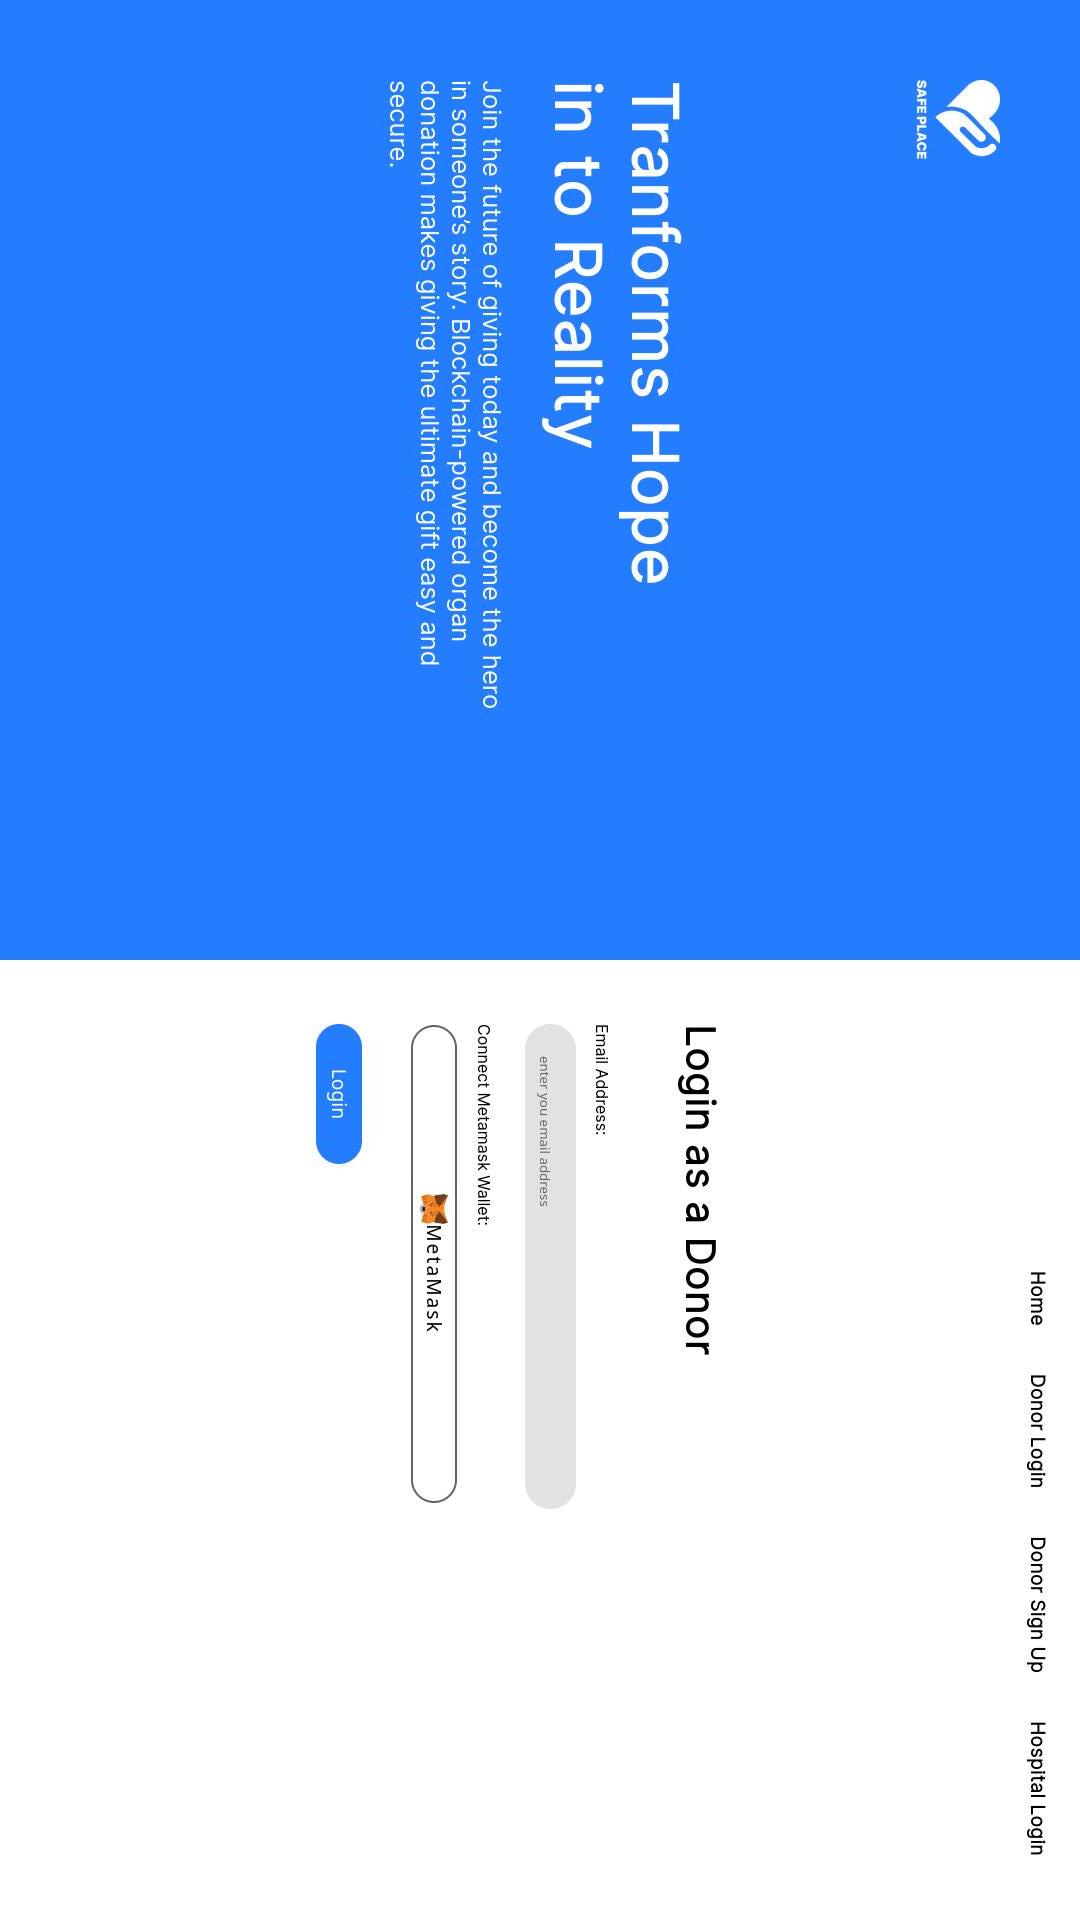 SAFE PLACE
Tranforms Hope
in to Reality
Join the future of giving today and become the hero
in someone's story. Blockchain-powered organ
donation makes giving the ultimate gift easy and
secure.
Home
Donor Login
Donor Sign Up
Hospital Login
Login as a Donor
Email Address:
enter you email address
Connect Metamask Wallet:
MetaMask
Login